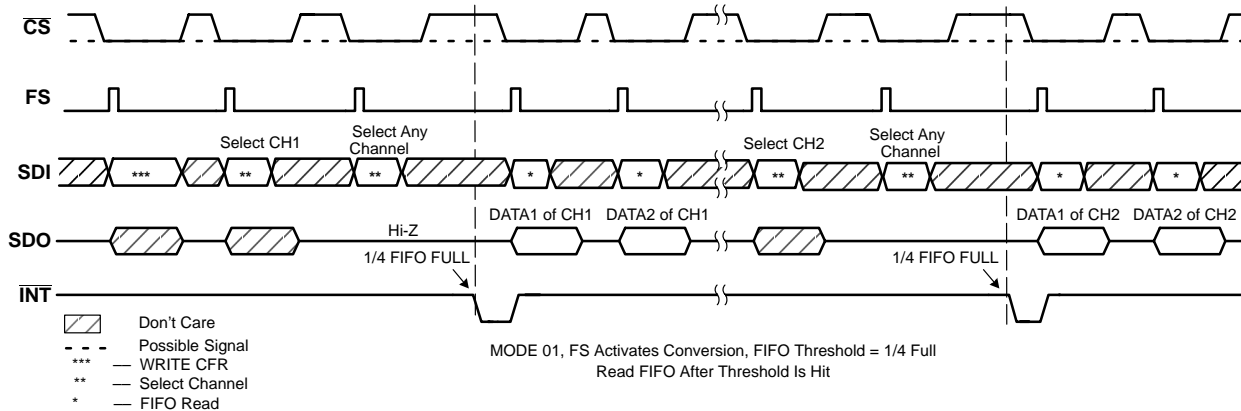 CS
FS
Select CH1
Select Any
Channel
Select CH2
Select Any
Channel
SDI
***
**
**
*
*
**
**
*
*
DATA1 of CH1
DATA2 of CH1
DATA1 of CH2
DATA2 of CH2
SDO
Hi-Z
1/4 FIFO FULL
1/4 FIFO FULL
INT
Don't Care
Possible Signal
*** — WRITE CFR
** — Select Channel
* — FIFO Read
MODE 01, FS Activates Conversion, FIFO Threshold = 1/4 Full
Read FIFO After Threshold Is Hit